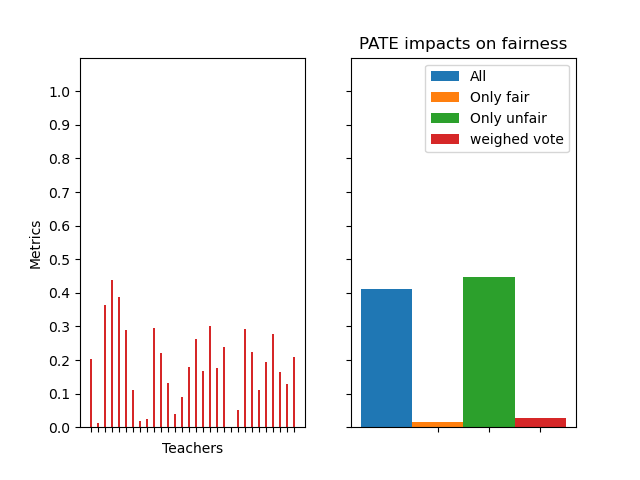 PATE impacts on fairness
All
Only fair
Only unfair
weighed vote
1.0
0.9
0.8
0.7
0.6
0.5
0.4
0.3
0.2
0.1
0.0
Metrics
Teachers